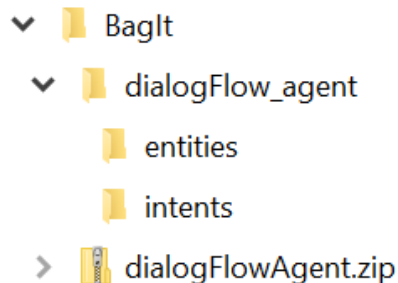 BagIt
dialogFlow_agent
entities
intents
dialogFlowAgent.zip